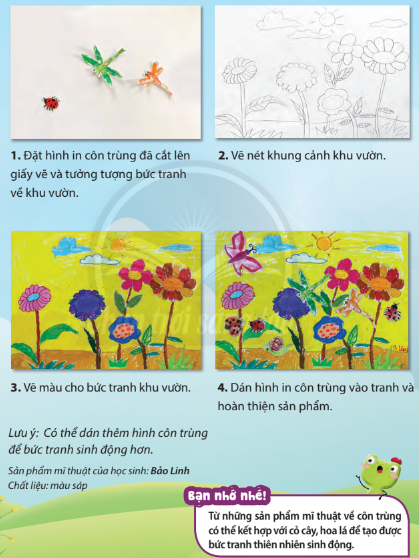 1. Đặt hình in côn trùng đã cắt lên
giấy vẽ và tưởng tượng bức tranh
về khu vườn.
2. Vẽ nét khung cảnh khu vườn.
3. Vẽ màu cho bức tranh khu vườn.
4. Dán hình in côn trùng vào tranh và
hoàn thiện sản phẩm.
Lưu ý: Có thể dán thêm hình côn trùng
để bức tranh sinh động hơn.
Sản phẩm mĩ thuật của học sinh: Bảo Linh
Chất liệu: màu sáp
Bạn nhớ nhé!
Từ những sản phẩm mĩ thuật về côn trùng
có thể kết hợp với cỏ cây, hoa lá để tạo được
bức tranh thiên nhiên sinh động.